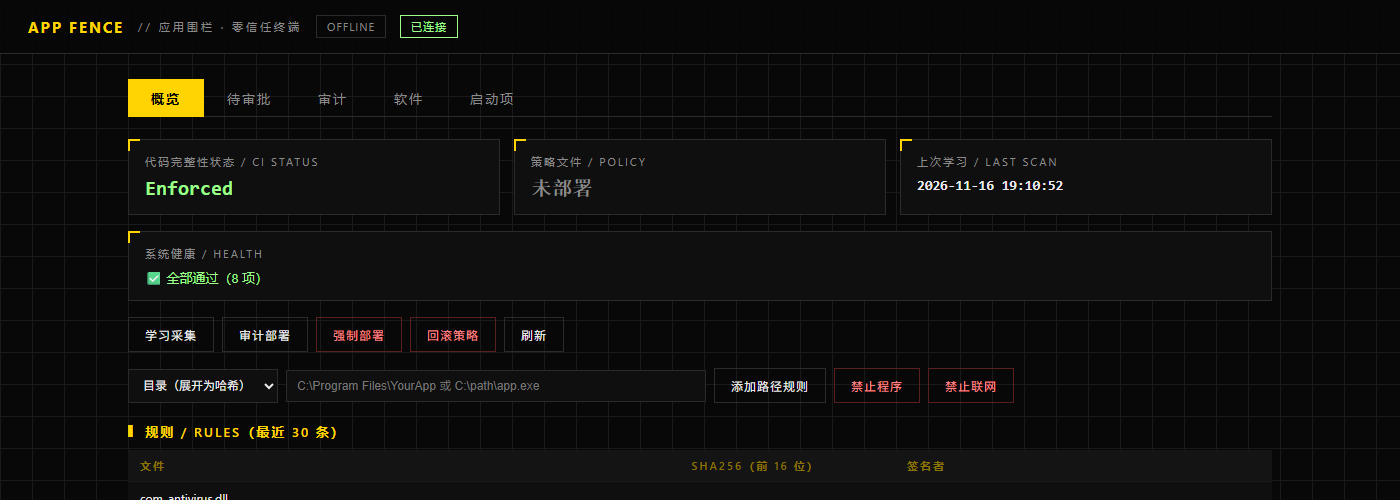 APP FENCE // 应用围栏 · 零信任终端 OFFLINE 已连接
概览 待审批 审计 软件 启动项
代码完整性状态 / CI STATUS 策略文件 / POLICY 上次学习 / LAST SCAN
Enforced 未部署 2026-11-16 19:10:52
系统健康 / HEALTH
✅ 全部通过（8 项）
学习采集 审计部署 强制部署 回滚策略 刷新
目录（展开为哈希） C:\Program Files\YourApp 或 C:\path\app.exe 添加路径规则 禁止程序 禁止联网
规则 / RULES (最近 30 条)
文件 SHA256 (前 16 位) 签名者
com_antivirus.dll